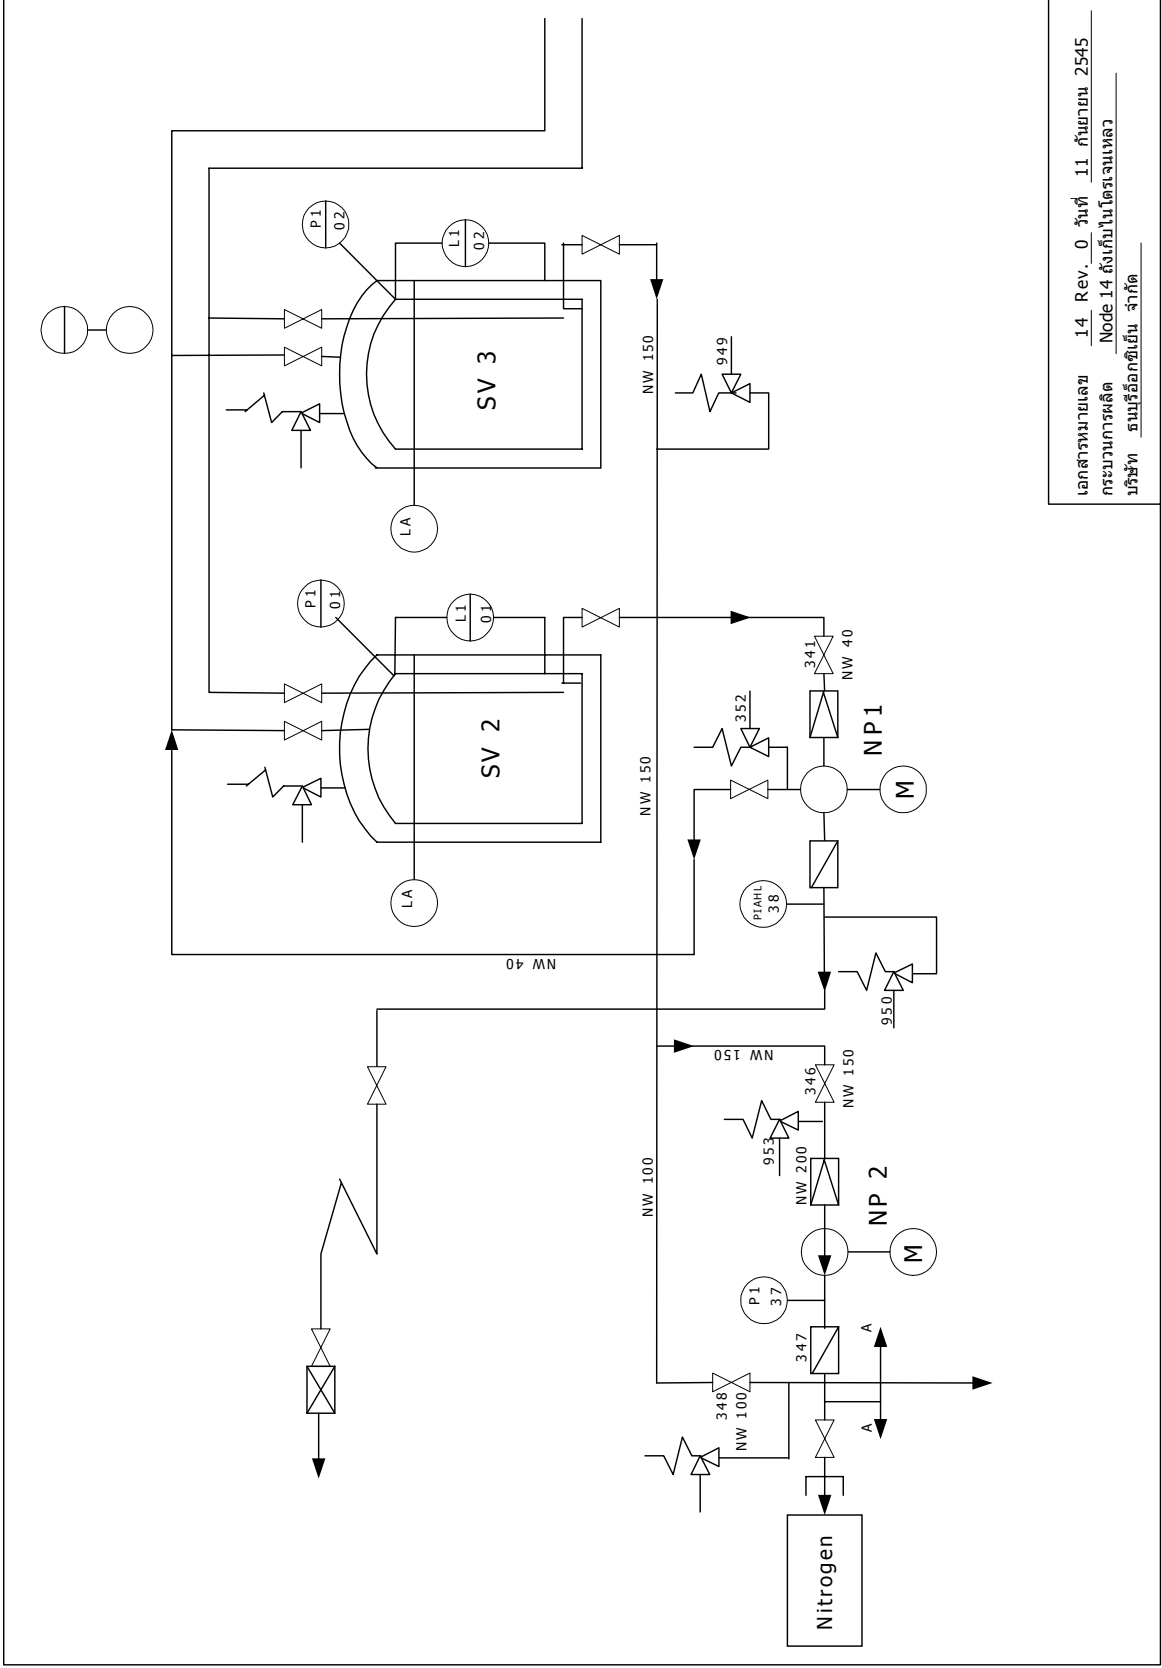 P1
02
L1
02
SV 3
LA
NW 150
949
P1
01
L1
01
SV 2
LA
NW 150
352
341
NW 40
NP1
M
PIAHL
38
NW 40
950
NW 150
346
NW 150
953
NW 200
NP 2
M
P1
37
347
NW 100
348
NW 100
A
A
Nitrogen
เอกสารหมายเลข 14 Rev. 0 วันที่ 11 กันยายน 2545
กระบวนการผลิต Node 14 ถังเก็บไนโตรเจนเหลว
บริษัท ธนบุรีอ๊อกซิเย่น จำกัด